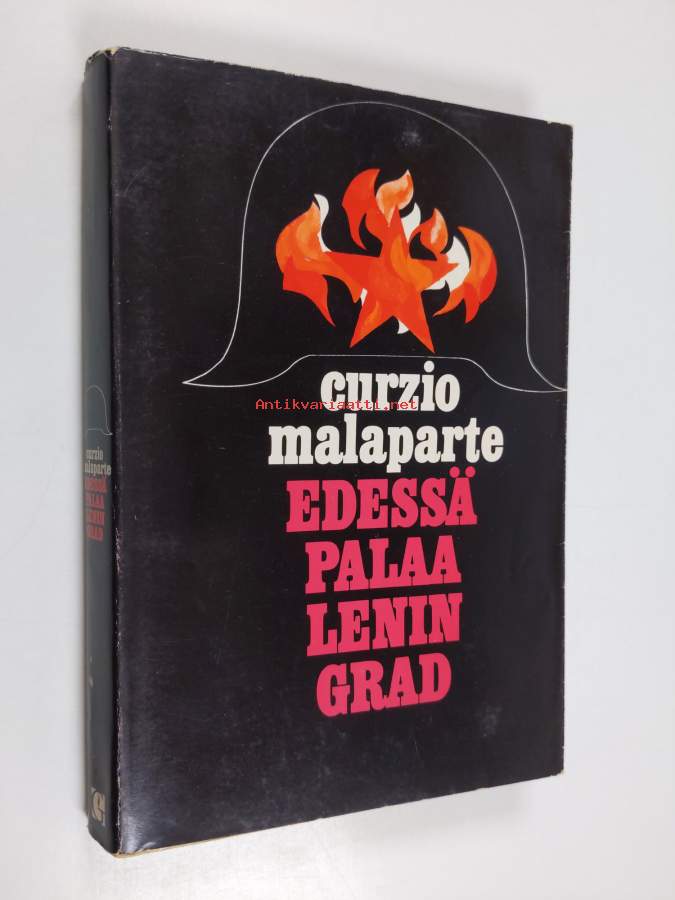 curzio
Antikvariaatti.net
malaparte
EDESSÄ
PALAA
LENIN
GRAD
curzio
malaparte
EDESSÄ
PALAA
LENIN
GRAD